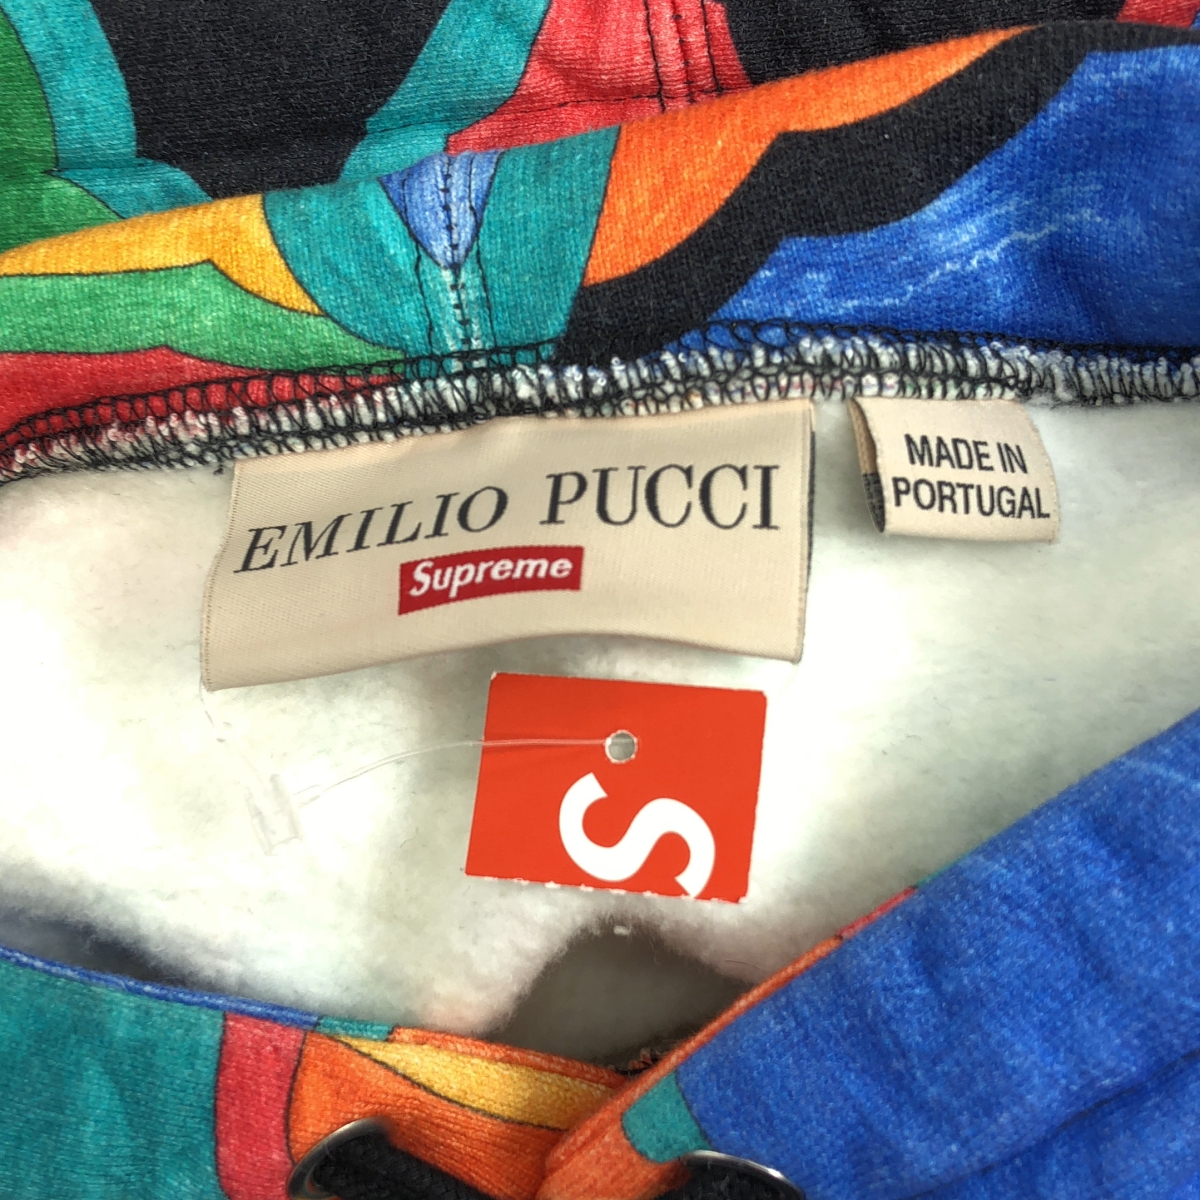 EMILIO PUCCI
Supreme
MADE IN
PORTUGAL
S